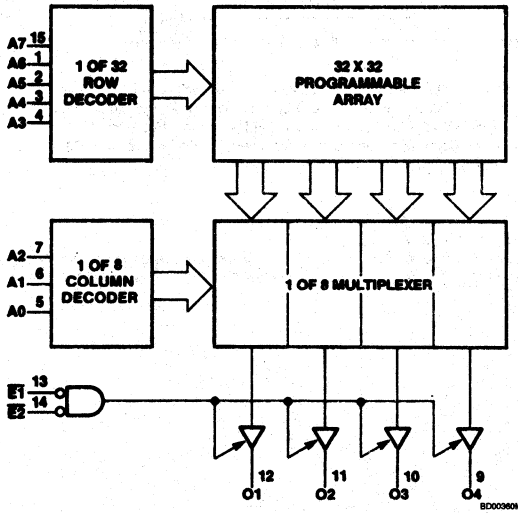 A7 15
A6 1
A5 2
A4 3
A3 4
1 OF 32
ROW
DECODER
32 X 32
PROGRAMMABLE
ARRAY
A2 7
A1 6
A0 5
1 OF 8
COLUMN
DECODER
1 OF 8 MULTIPLEXER
E1 13
E2 14
12 11 10 9
O1 O2 O3 O4